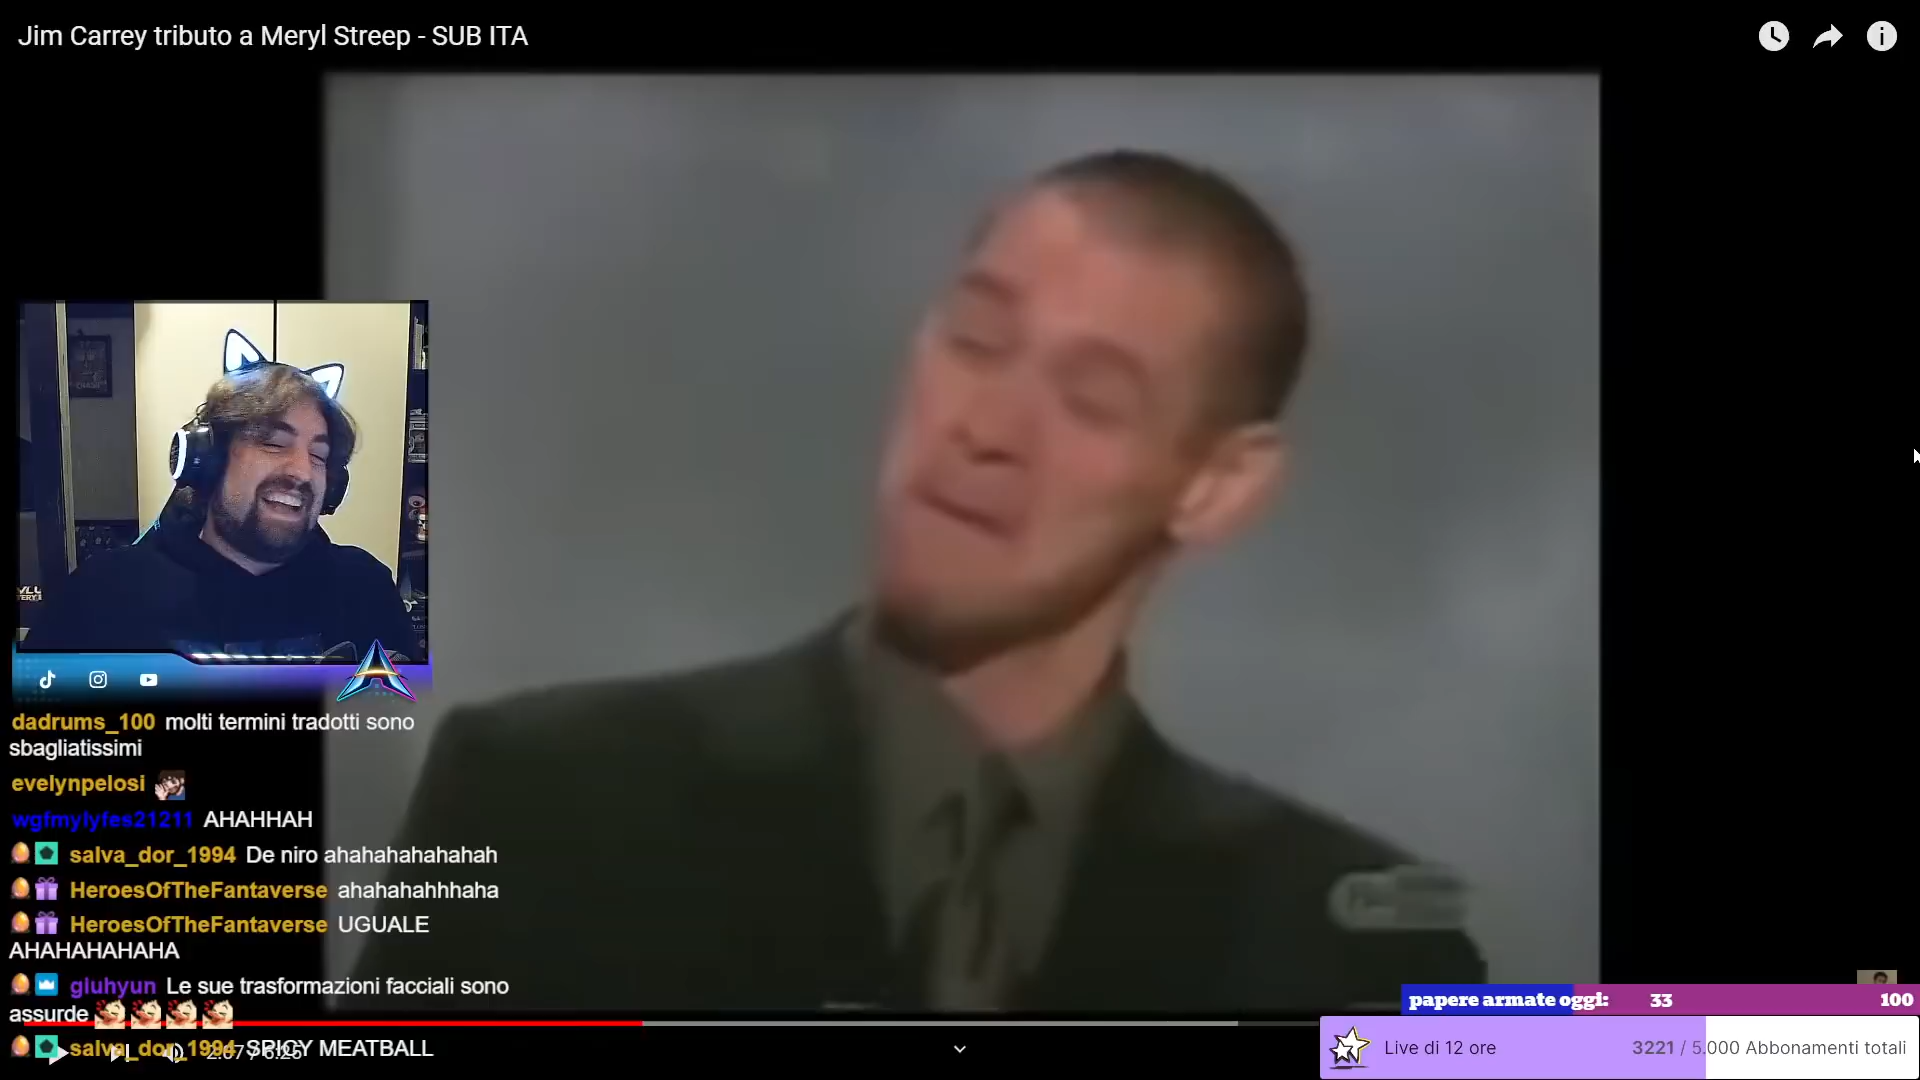 Jim Carrey tributo a Meryl Streep - SUB ITA
dadrums_100 molti termini tradotti sono
sbagliatissimi
evelynpelosi
wgfmylyfes21211 AHAHHAH
salva_dor_1994 De niro ahahahahahahah
HeroesOfTheFantaverse ahahahahhhaha
HeroesOfTheFantaverse UGUALE
AHAHAHAHAHA
giuhyun Le sue trasformazioni facciali sono
assurde
salva_dor_1994 SPICY MEATBALL
papere armate oggi: 33 100
Live di 12 ore 3221 / 5.000 Abbonamenti totali